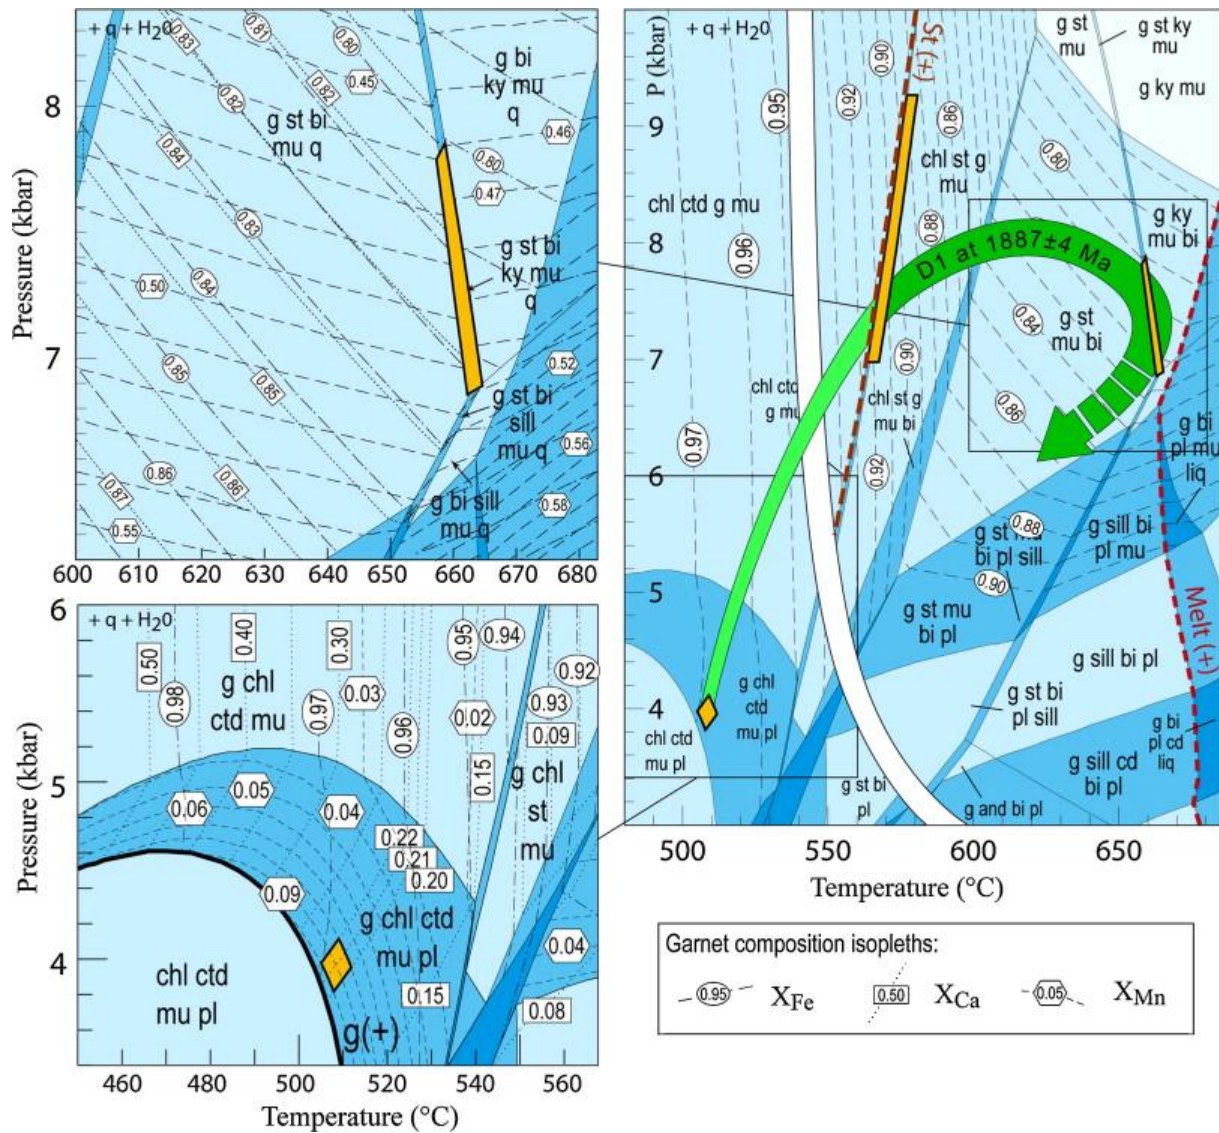 + q + H₂0
0.83
0.81
0.80
0.45
0.82
0.82
g bi
ky mu
q
g st bi
mu q
0.46
0.84
0.80
0.47
0.83
g st bi
ky mu
q
0.50
0.84
0.85
0.85
0.52
g st bi
sill
mu q
0.56
0.86
0.86
0.87
g bi sill
mu q
0.58
0.55
8
7
Pressure (kbar)
600 610 620 630 640 650 660 670 680
+ q + H₂0
P (kbar)
St (+)
0.90
0.92
0.95
0.86
0.80
g st
mu
g st ky
mu
g ky mu
chl st g
mu
chl ctd g mu
0.88
0.96
g ky
mu bi
D1 at 1887±4 Ma
0.84
g st
mu bi
0.90
chl ctd
g mu
chl st g
mu bi
0.86
0.97
0.92
g bi
pl mu
liq
g st mu
bi pl sill
0.88
g sill bi
pl mu
0.90
g st mu
bi pl
Melt (+)
g sill bi pl
g chl
ctd
mu pl
g st bi
pl sill
chl ctd
mu pl
g bi
pl cd
liq
g sill cd
bi pl
g st bi
pl
g and bi pl
9
8
7
6
5
4
500 550 600 650
Temperature (°C)
+ q + H₂0
0.50
0.40
0.30
0.95
0.94
0.98
g chl
ctd mu
0.97
0.03
0.96
0.02
0.92
0.93
0.09
0.15
g chl
st
mu
0.05
0.06
0.04
0.22
0.21
0.20
0.09
g chl ctd
mu pl
0.04
chl ctd
mu pl
0.15
0.08
g(+)
6
5
4
Pressure (kbar)
460 480 500 520 540 560
Temperature (°C)
Garnet composition isopleths:
0.95 XFe 0.50 XCa 0.05 XMn